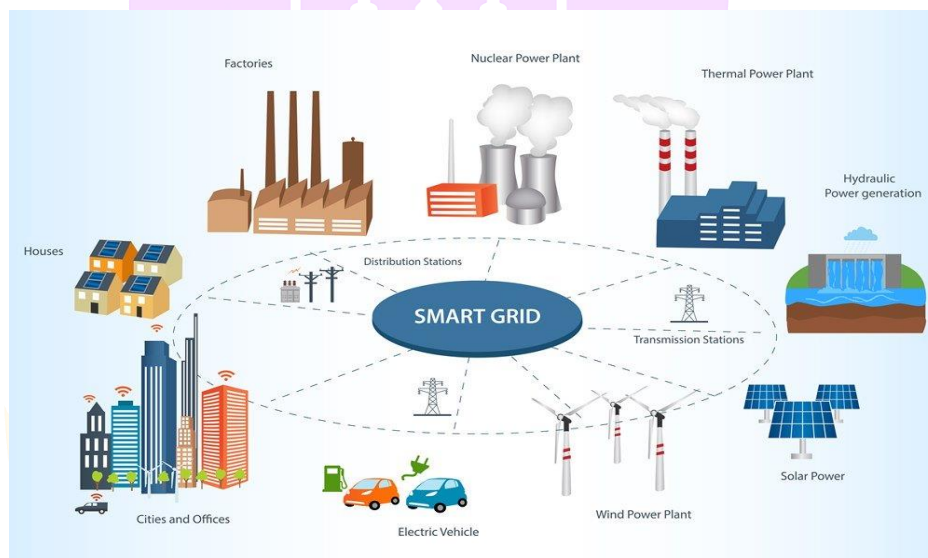 Factories
Nuclear Power Plant
Thermal Power Plant
Hydraulic
Power generation
Houses
Distribution Stations
SMART GRID
Transmission Stations
Solar Power
Cities and Offices
Electric Vehicle
Wind Power Plant